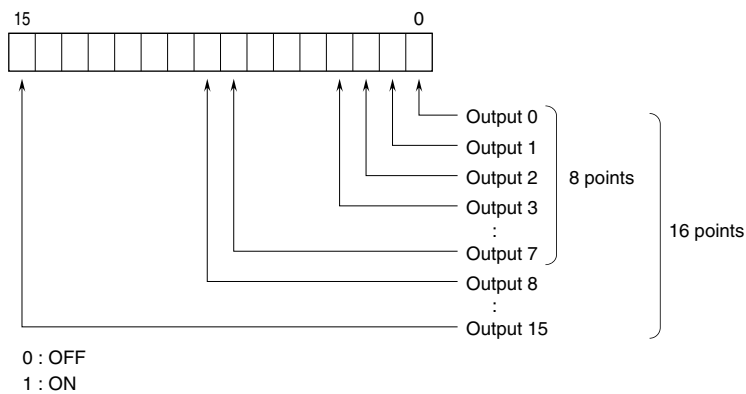 15 0
Output 0
Output 1
Output 2
8 points
Output 3
:
16 points
Output 7
Output 8
:
Output 15
0 : OFF
1 : ON